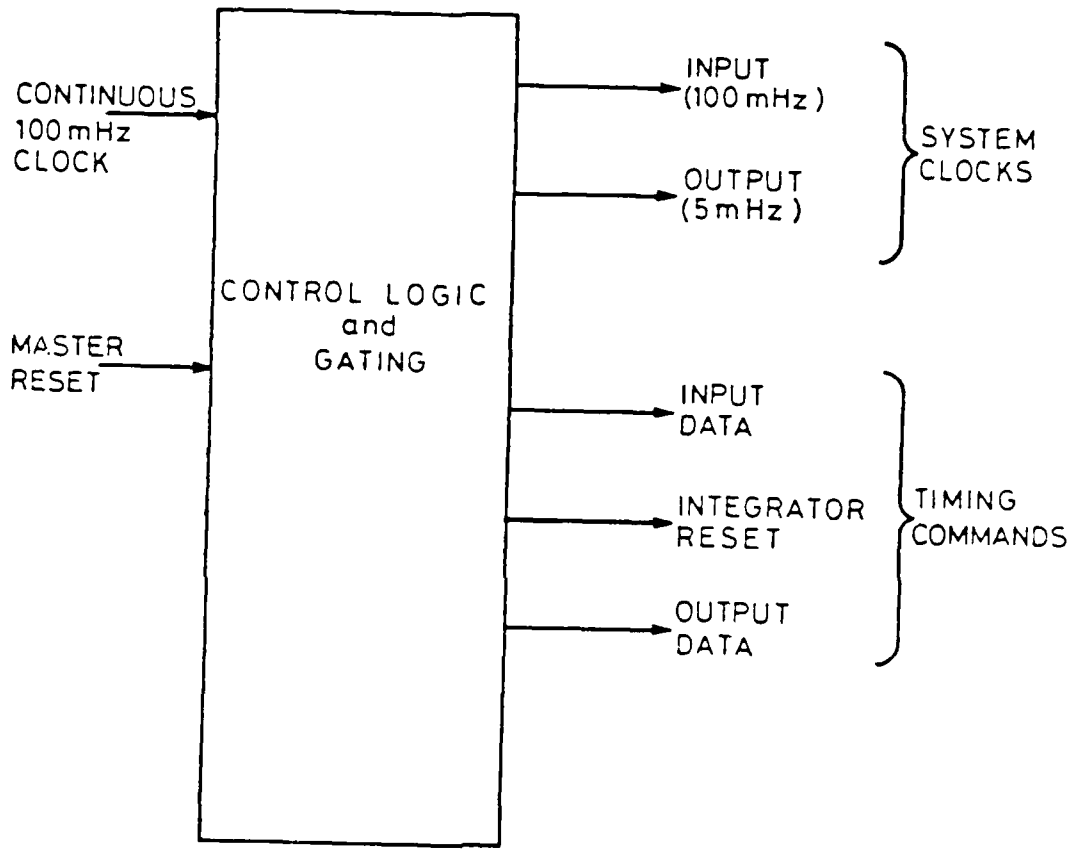 CONTINUOUS
100 mHz
CLOCK
MASTER
RESET
CONTROL LOGIC
and
GATING
INPUT
(100 mHz)
OUTPUT
(5 mHz)
SYSTEM
CLOCKS
INPUT
DATA
INTEGRATOR
RESET
OUTPUT
DATA
TIMING
COMMANDS